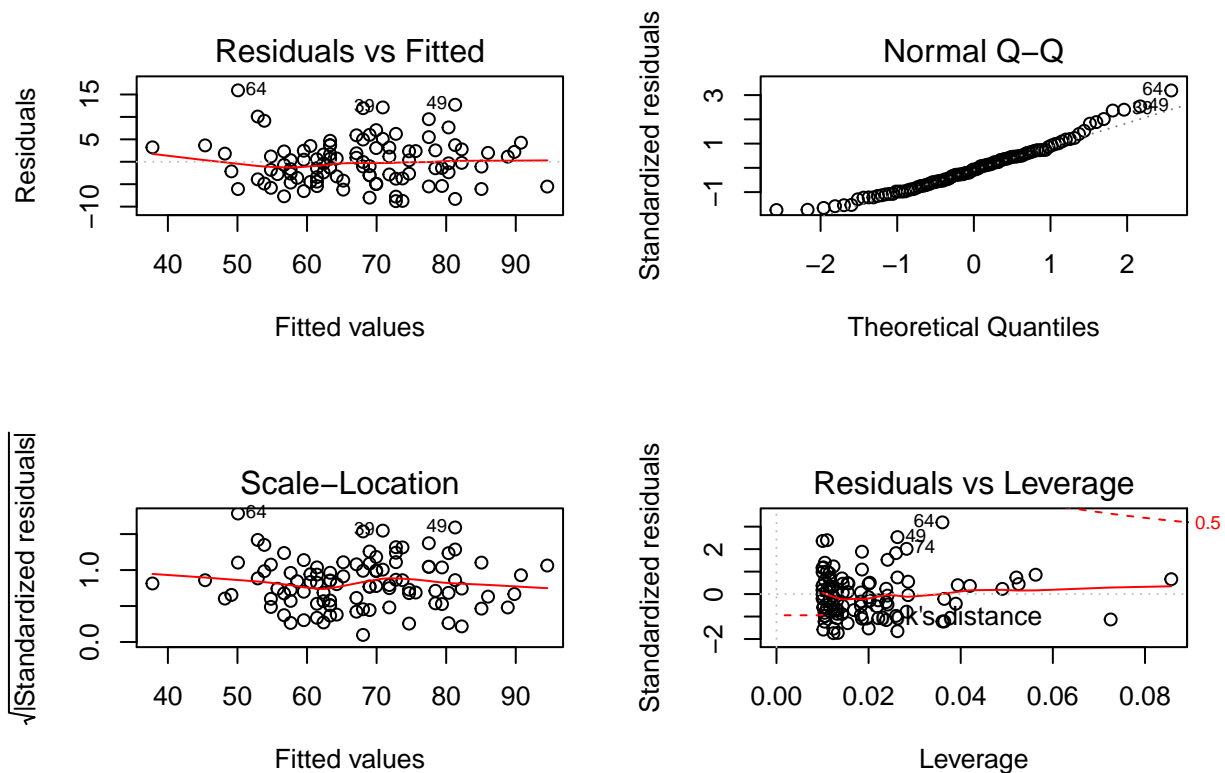 Residuals vs Fitted
Residuals
15
5
−10
64
39
49
40 50 60 70 80 90
Fitted values
Normal Q−Q
Standardized residuals
3
1
−1
64
49
−2 −1 0 1 2
Theoretical Quantiles
Scale−Location
√|Standardized residuals|
1.0
0.0
64
39
49
40 50 60 70 80 90
Fitted values
Residuals vs Leverage
Standardized residuals
2
0
−2
64
49
74
0.5
k's distance
0.00 0.02 0.04 0.06 0.08
Leverage